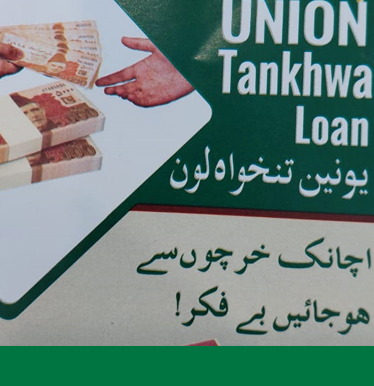 UNION
Tankhwa
Loan
یونین تنخواہ لون
اچانک خرچوں سے
ہوجائیں بے فکر!